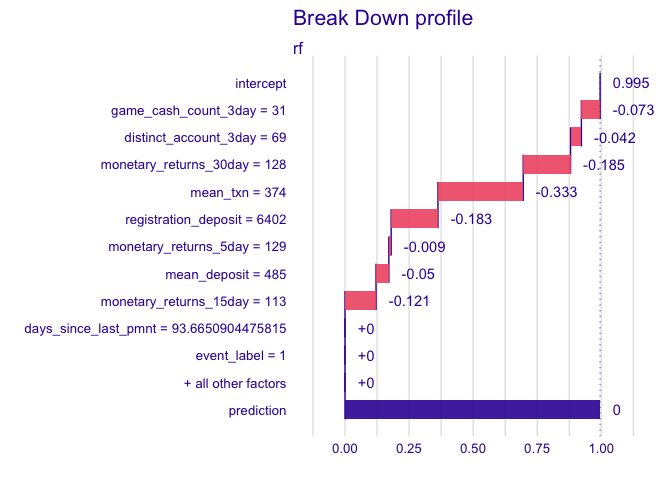 Break Down profile
rf
intercept 0.995
game_cash_count_3day = 31 -0.073
distinct_account_3day = 69 -0.042
monetary_returns_30day = 128 -0.185
mean_txn = 374 -0.333
registration_deposit = 6402 -0.183
monetary_returns_5day = 129 -0.009
mean_deposit = 485 -0.05
monetary_returns_15day = 113 -0.121
days_since_last_pmnt = 93.6650904475815 +0
event_label = 1 +0
+ all other factors +0
prediction 0
0.00 0.25 0.50 0.75 1.00